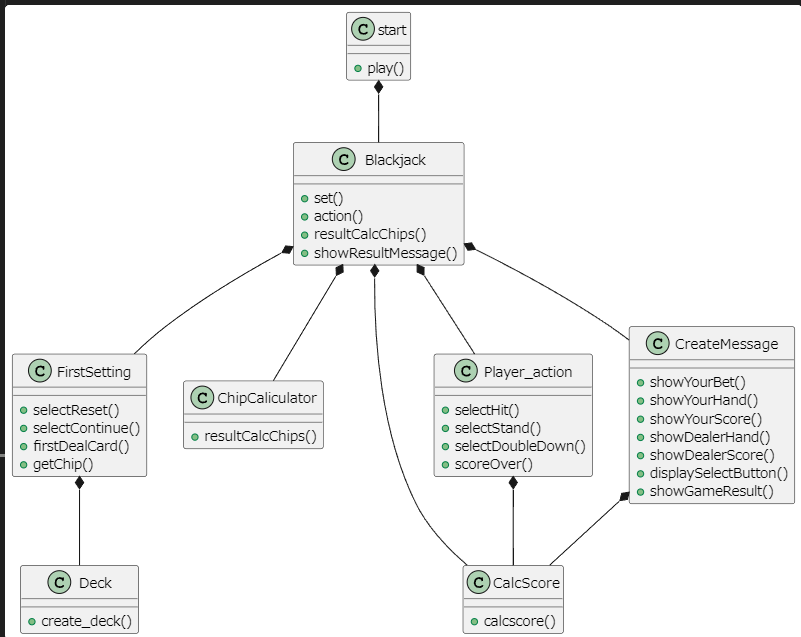 C start
play()
C Blackjack
set()
action()
resultCalcChips()
showResultMessage()
C FirstSetting
selectReset()
selectContinue()
firstDealCard()
getChip()
C ChipCaliculator
resultCalcChips()
C Player_action
selectHit()
selectStand()
selectDoubleDown()
scoreOver()
C CreateMessage
showYourBet()
showYourHand()
showYourScore()
showDealerHand()
showDealerScore()
displaySelectButton()
showGameResult()
C Deck
create_deck()
C CalcScore
calcscore()